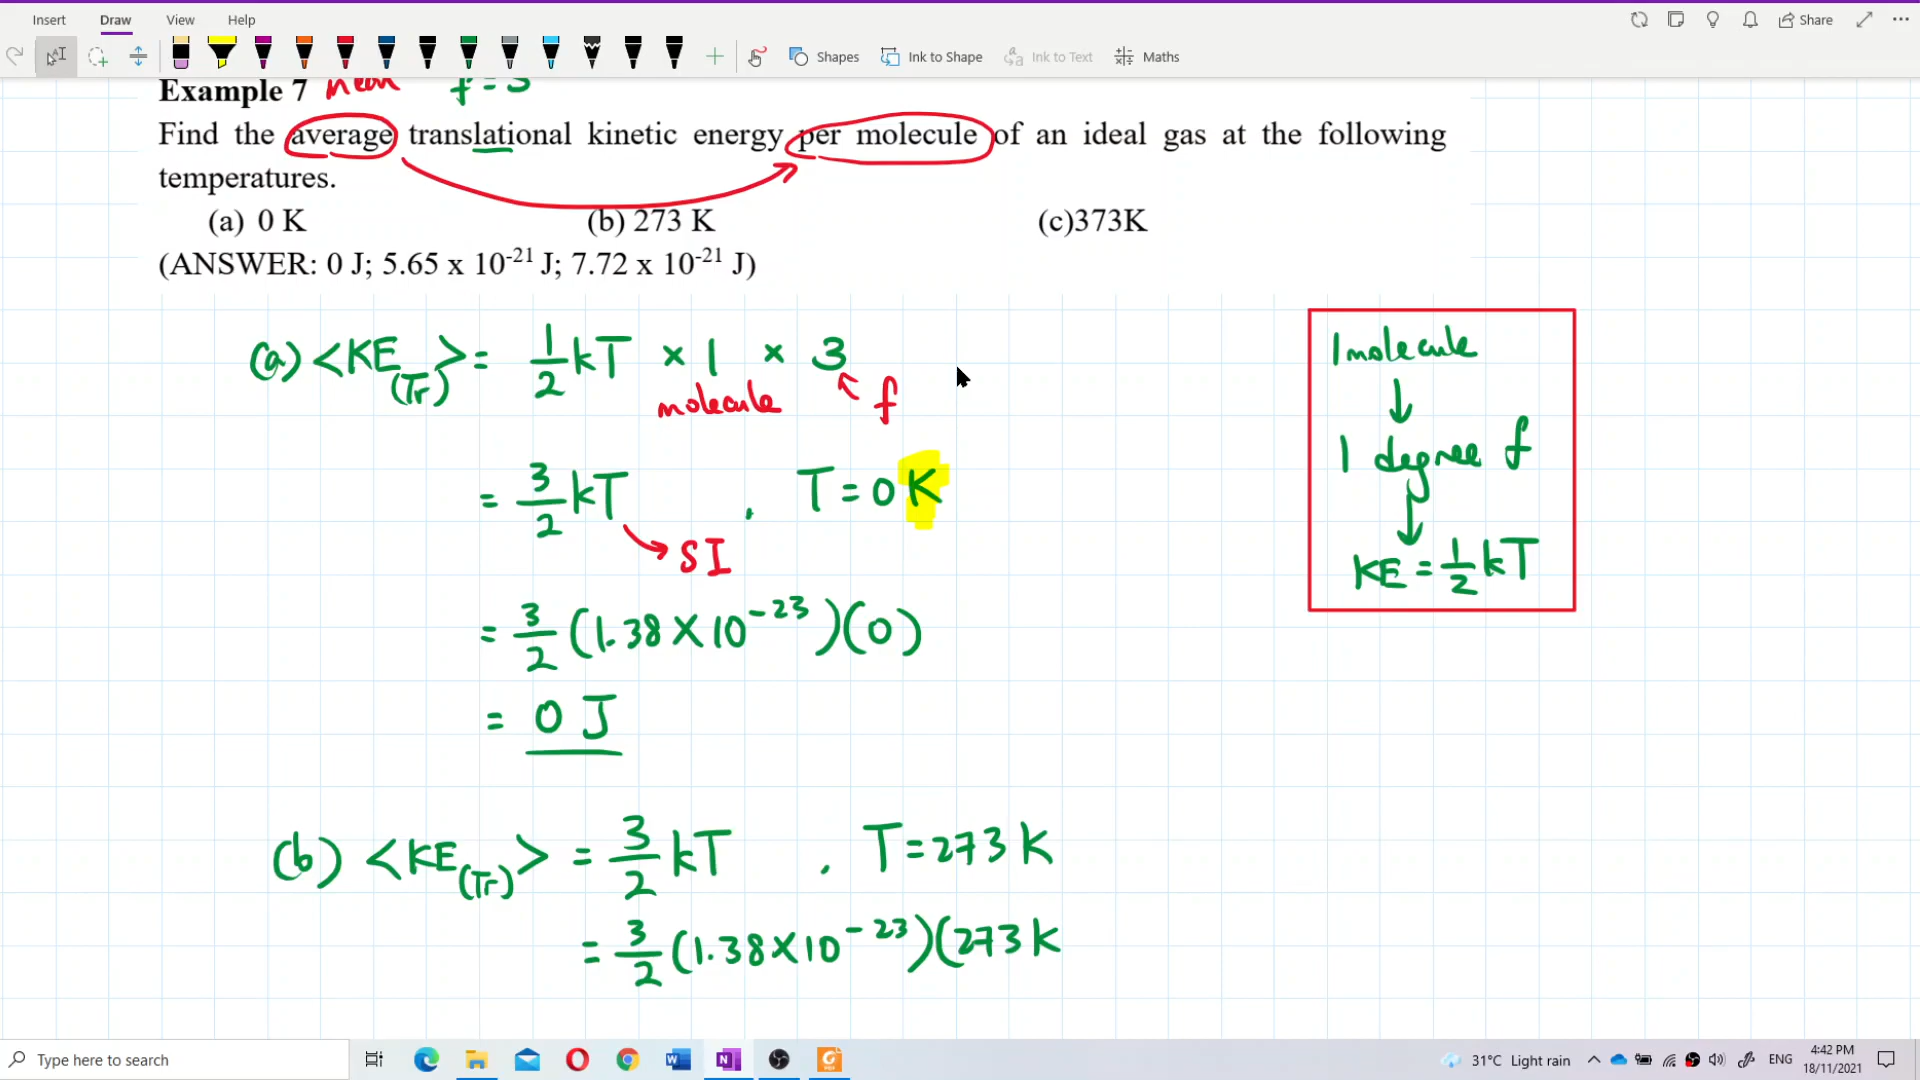 Insert Draw View Help Share
Shapes Ink to Shape Ink to Text Maths
Example 7 mean f = 3
Find the average translational kinetic energy per molecule of an ideal gas at the following
temperatures.
(a) 0 K (b) 273 K (c)373K
(ANSWER: 0 J; 5.65 x 10⁻²¹ J; 7.72 x 10⁻²¹ J)
(a) <KE(Tr)> = 1/2 kT × 1 × 3
molecule f
= 3/2 kT , T = 0 K
SI
= 3/2 (1.38 × 10⁻²³)(0)
= 0 J
(b) <KE(Tr)> = 3/2 kT , T = 273 K
= 3/2 (1.38 × 10⁻²³)(273 K
1 molecule
↓
1 degree f
↓
KE = 1/2 kT
Type here to search
31°C Light rain ENG 4:42 PM
18/11/2021